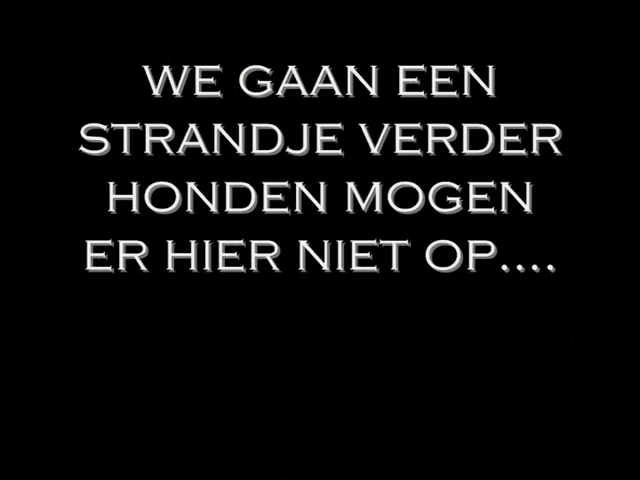 WE GAAN EEN
STRANDJE VERDER
HONDEN MOGEN
ER HIER NIET OP....